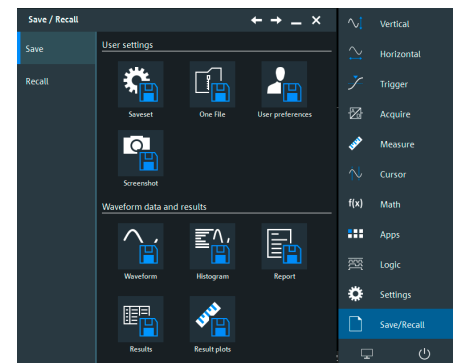 Save / Recall
Save
Recall
User settings
Saveset
One File
User preferences
Screenshot
Waveform data and results
Waveform
Histogram
Report
Results
Result plots
Vertical
Horizontal
Trigger
Acquire
Measure
Cursor
f(x) Math
Apps
Logic
Settings
Save/Recall